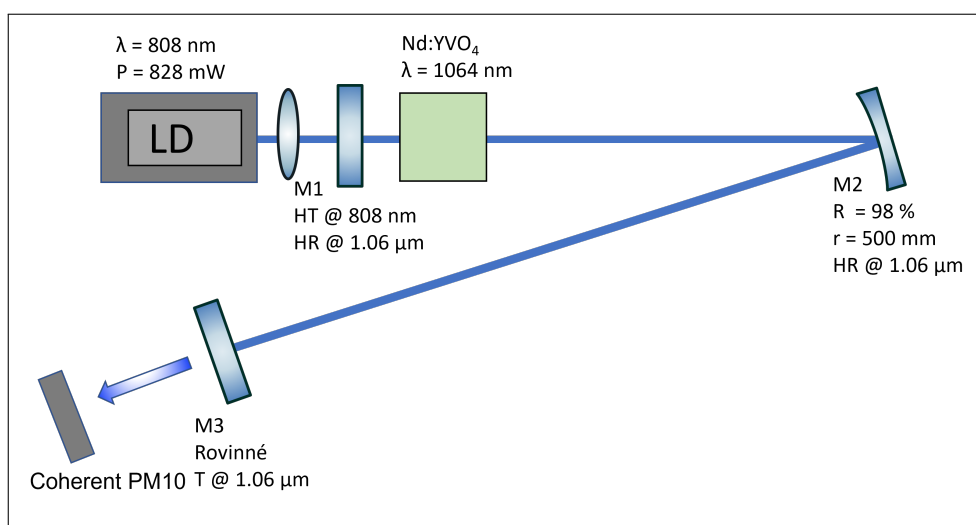 λ = 808 nm
P = 828 mW
LD
Nd:YVO₄
λ = 1064 nm
M1
HT @ 808 nm
HR @ 1.06 μm
M2
R  = 98 %
r = 500 mm
HR @ 1.06 μm
M3
Rovinné
T @ 1.06 μm
Coherent PM10